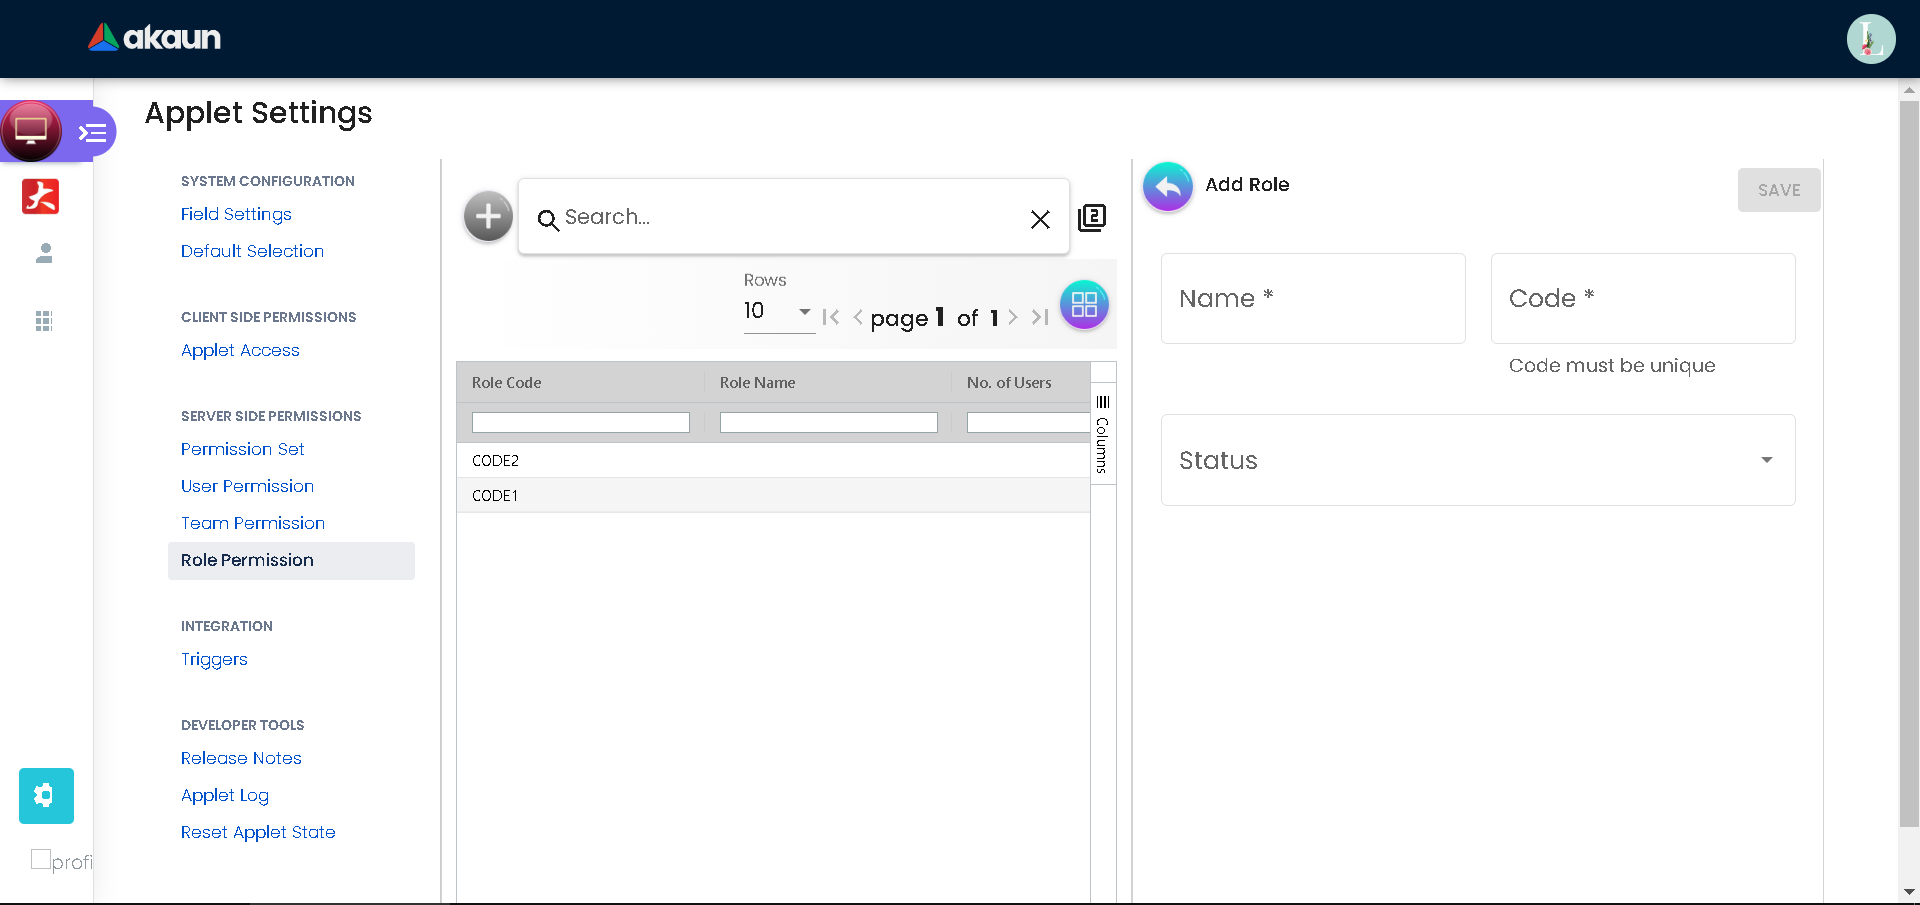 akaun
L
Applet Settings
SYSTEM CONFIGURATION
Field Settings
Default Selection
CLIENT SIDE PERMISSIONS
Applet Access
SERVER SIDE PERMISSIONS
Permission Set
User Permission
Team Permission
Role Permission
INTEGRATION
Triggers
DEVELOPER TOOLS
Release Notes
Applet Log
Reset Applet State
profi
Search...
2
Rows
10
page 1 of 1
Role Code Role Name No. of Users
Columns
CODE2
CODE1
Add Role
SAVE
Name * Code *
Code must be unique
Status